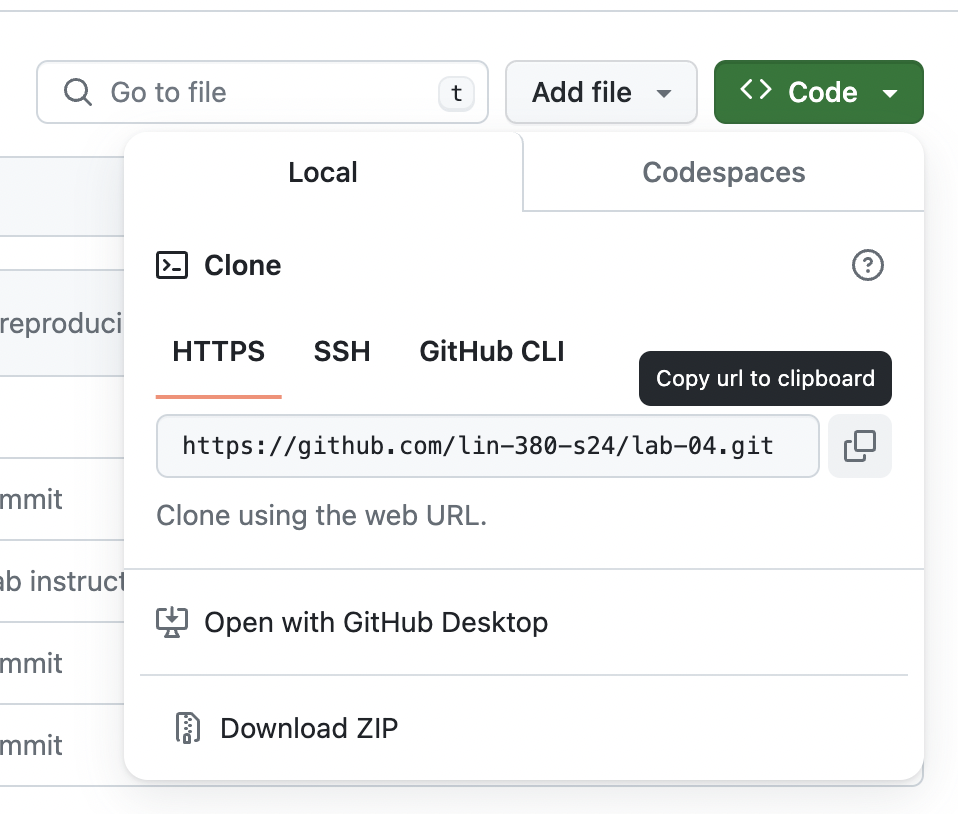 Go to file t Add file Code
Local Codespaces
Clone
reproduci
HTTPS SSH GitHub CLI
Copy url to clipboard
https://github.com/lin-380-s24/lab-04.git
mmit
Clone using the web URL.
ab instruct
Open with GitHub Desktop
mmit
Download ZIP
mmit